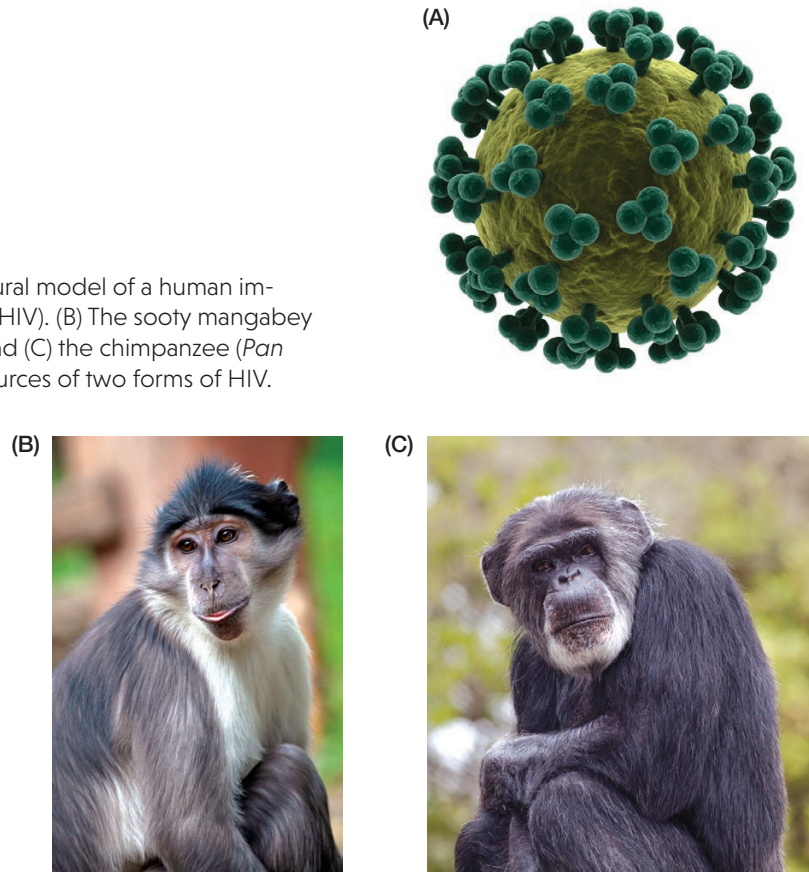 (A)
ural model of a human im-
HIV). (B) The sooty mangabey
nd (C) the chimpanzee (Pan
urces of two forms of HIV.
(B)
(C)